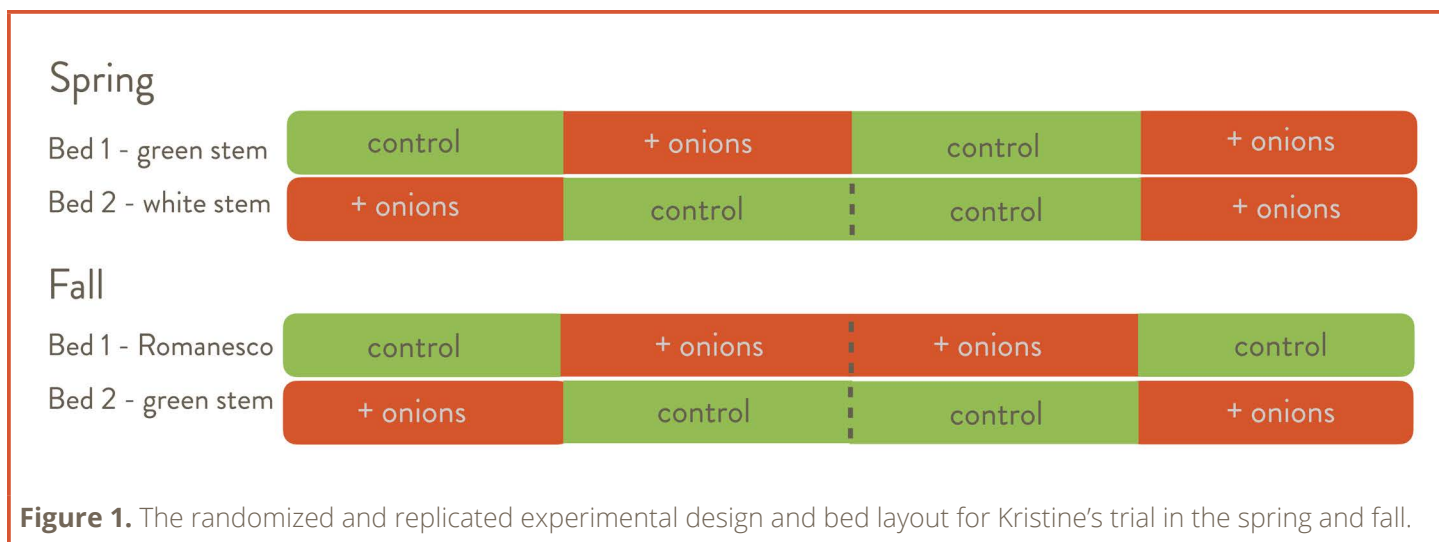 Spring
Bed 1 - green stem control + onions control + onions
Bed 2 - white stem + onions control control + onions
Fall
Bed 1 - Romanesco control + onions + onions control
Bed 2 - green stem + onions control control + onions
Figure 1. The randomized and replicated experimental design and bed layout for Kristine’s trial in the spring and fall.